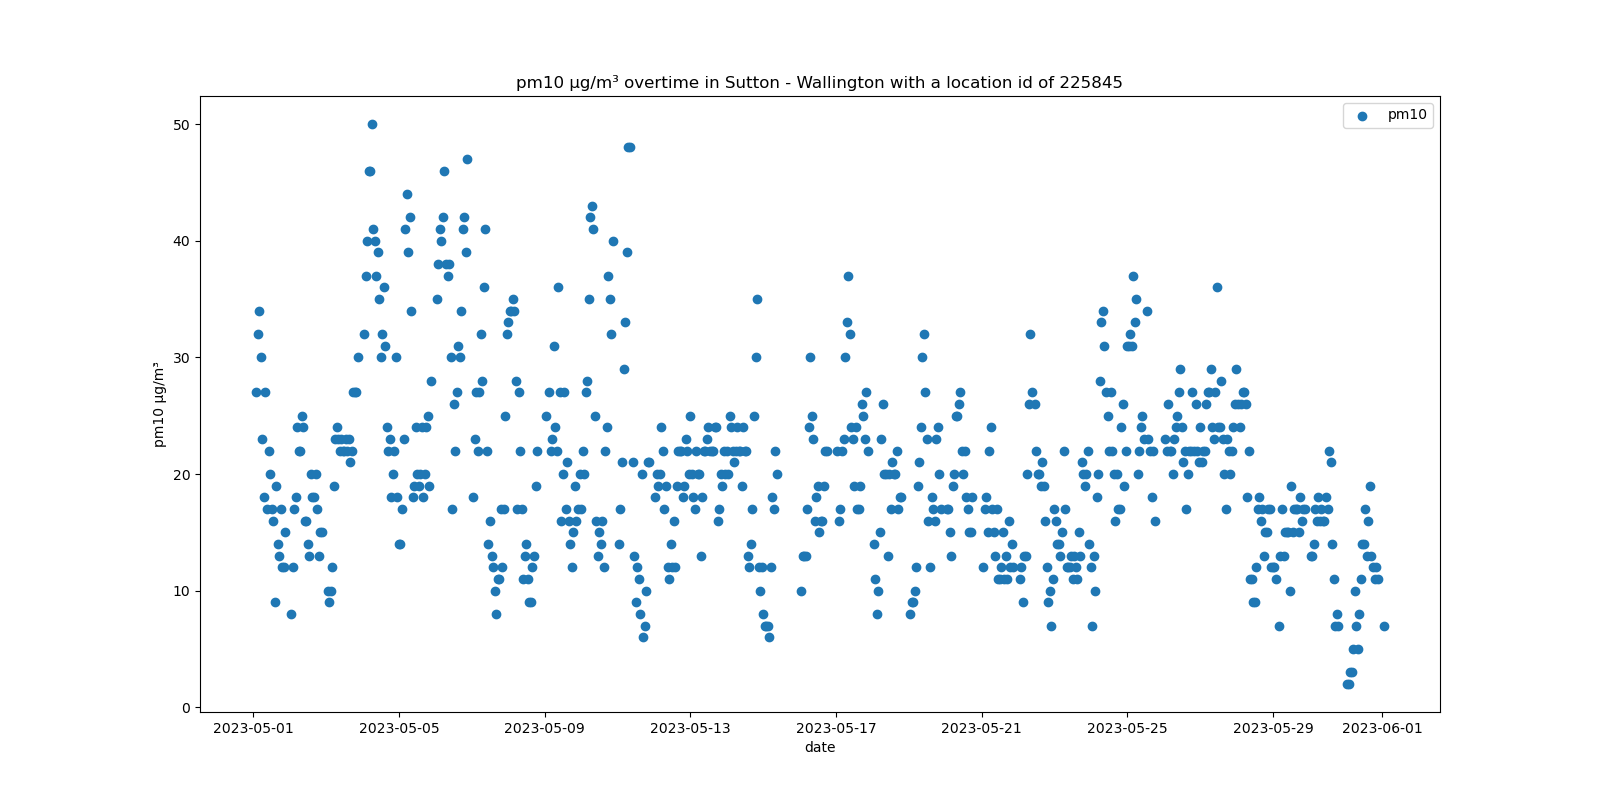 pm10 µg/m³ overtime in Sutton - Wallington with a location id of 225845
pm10
50
40
30
20
10
0
pm10 µg/m³
2023-05-01 2023-05-05 2023-05-09 2023-05-13 2023-05-17 2023-05-21 2023-05-25 2023-05-29 2023-06-01
date